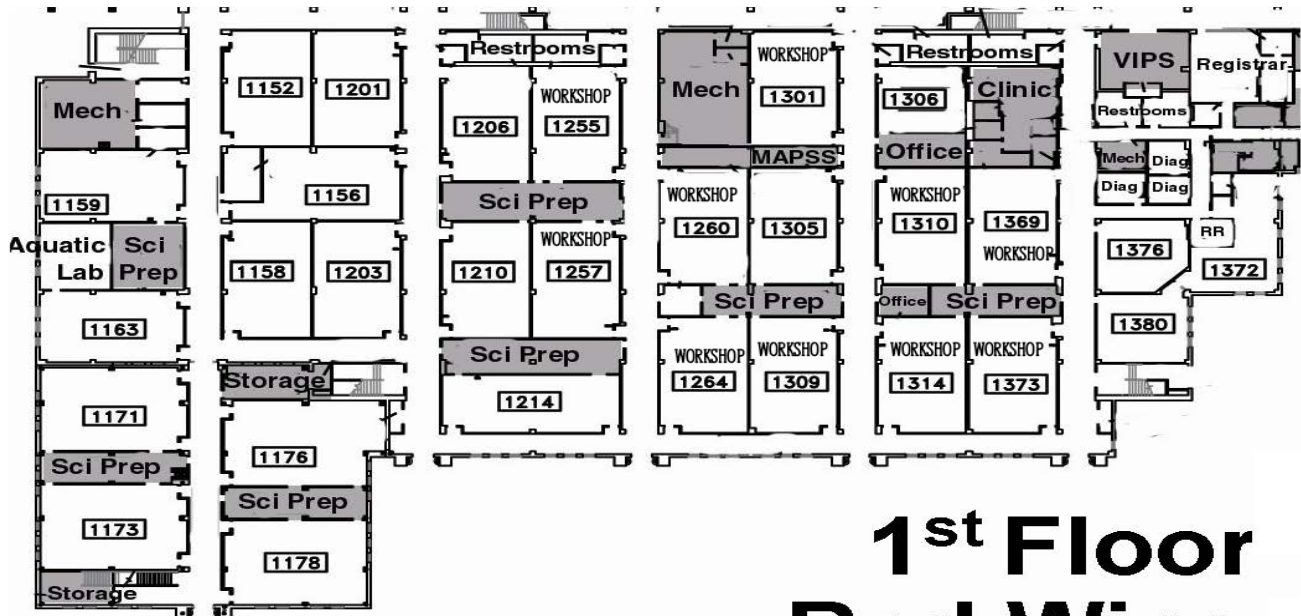 Mech
1159
Aquatic
Lab
Sci
Prep
1163
1171
Sci Prep
1173
Storage
1152
1201
1156
1158
1203
Storage
1176
Sci Prep
1178
Restrooms
1206
WORKSHOP
1255
Sci Prep
1210
WORKSHOP
1257
Sci Prep
1214
Mech
WORKSHOP
1301
MAPSS
WORKSHOP
1260
1305
Sci Prep
WORKSHOP
1264
WORKSHOP
1309
Restrooms
1306
Clinic
Office
WORKSHOP
1310
1369
WORKSHOP
Office
Sci Prep
WORKSHOP
1314
WORKSHOP
1373
VIPS
Registrar
Restrooms
Mech
Diag
Diag
Diag
RR
1376
1372
1380
1st Floor